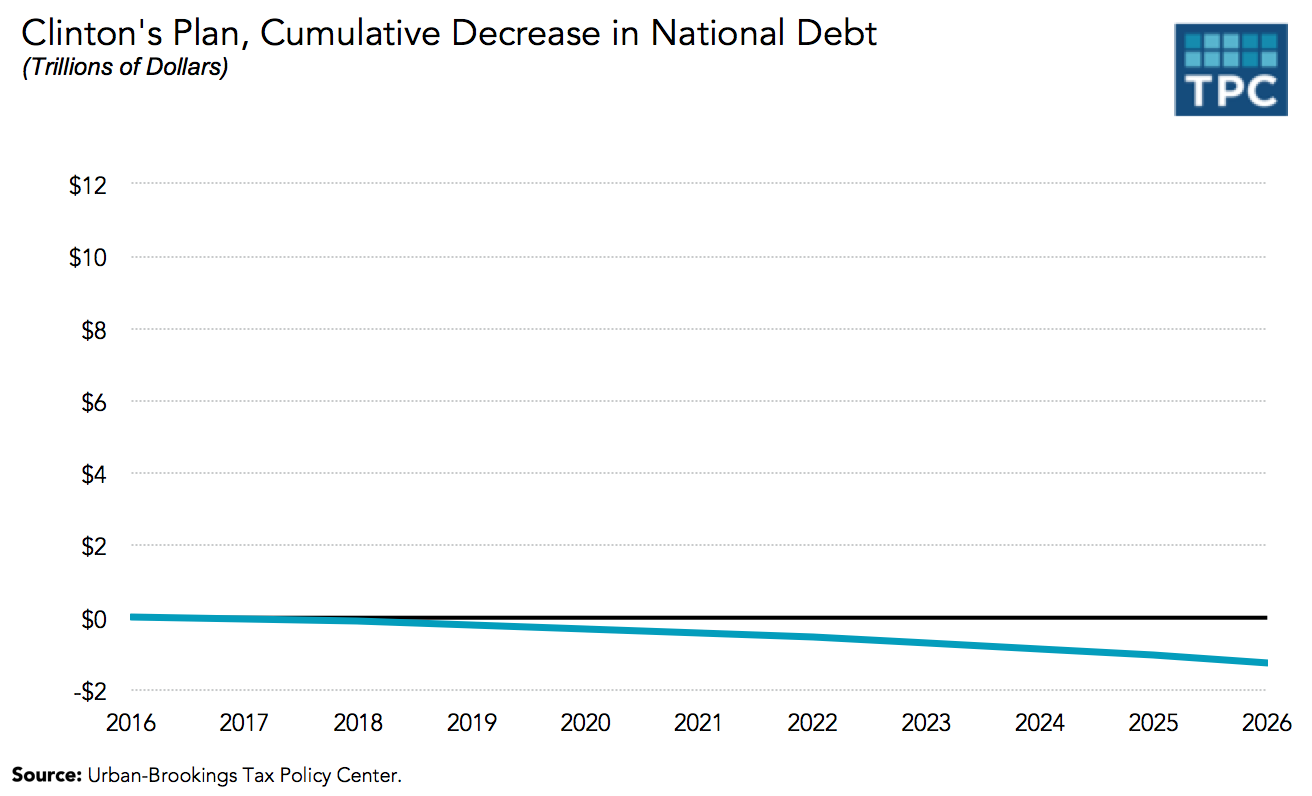 Clinton's Plan, Cumulative Decrease in National Debt
(Trillions of Dollars)
TPC
$12
$10
$8
$6
$4
$2
$0
-$2
2016 2017 2018 2019 2020 2021 2022 2023 2024 2025 2026
Source: Urban-Brookings Tax Policy Center.